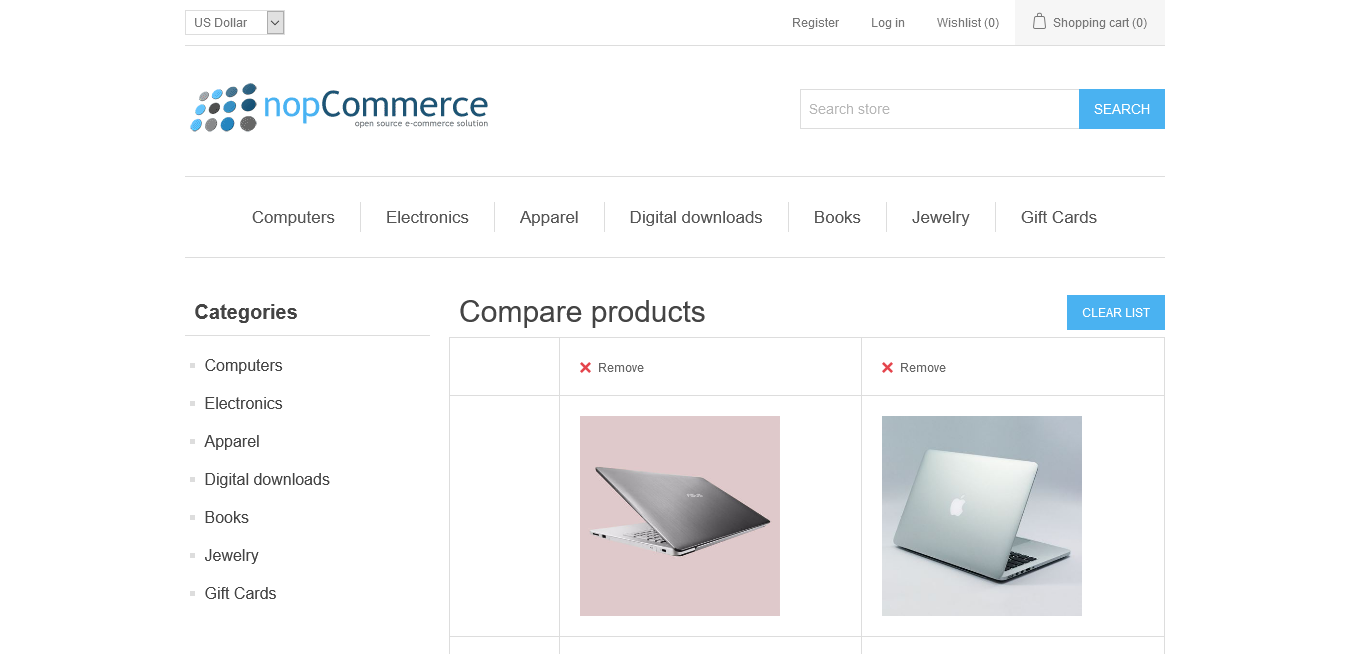 US Dollar
Register
Log in
Wishlist (0)
Shopping cart (0)
nopCommerce
open source e-commerce solution
Search store
SEARCH
Computers
Electronics
Apparel
Digital downloads
Books
Jewelry
Gift Cards
Categories
Computers
Electronics
Apparel
Digital downloads
Books
Jewelry
Gift Cards
Compare products
CLEAR LIST
Remove
Remove